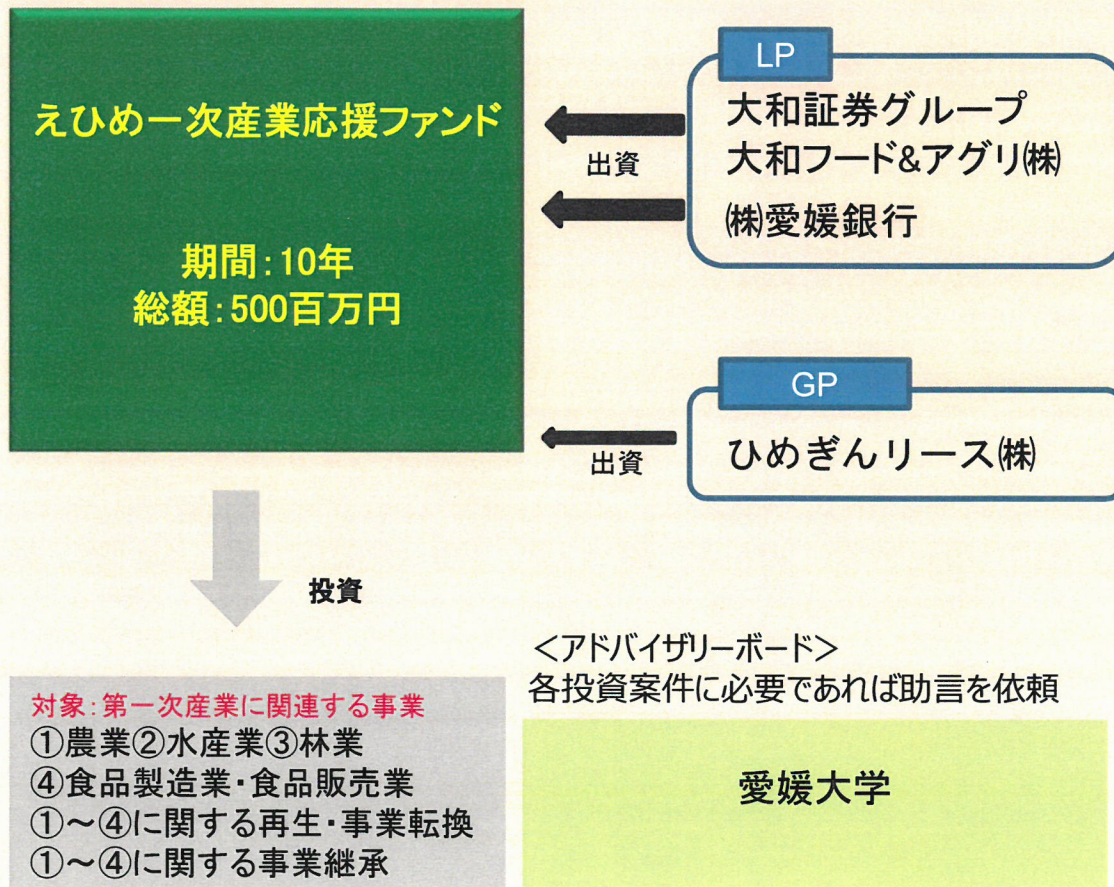 えひめ一次産業応援ファンド
期間:10年
総額:500百万円
LP
大和証券グループ
大和フード&アグリ㈱
㈱愛媛銀行
出資
GP
ひめぎんリース㈱
出資
投資
対象:第一次産業に関連する事業
①農業②水産業③林業
④食品製造業・食品販売業
①～④に関する再生・事業転換
①～④に関する事業継承
＜アドバイザリーボード＞
各投資案件に必要であれば助言を依頼
愛媛大学